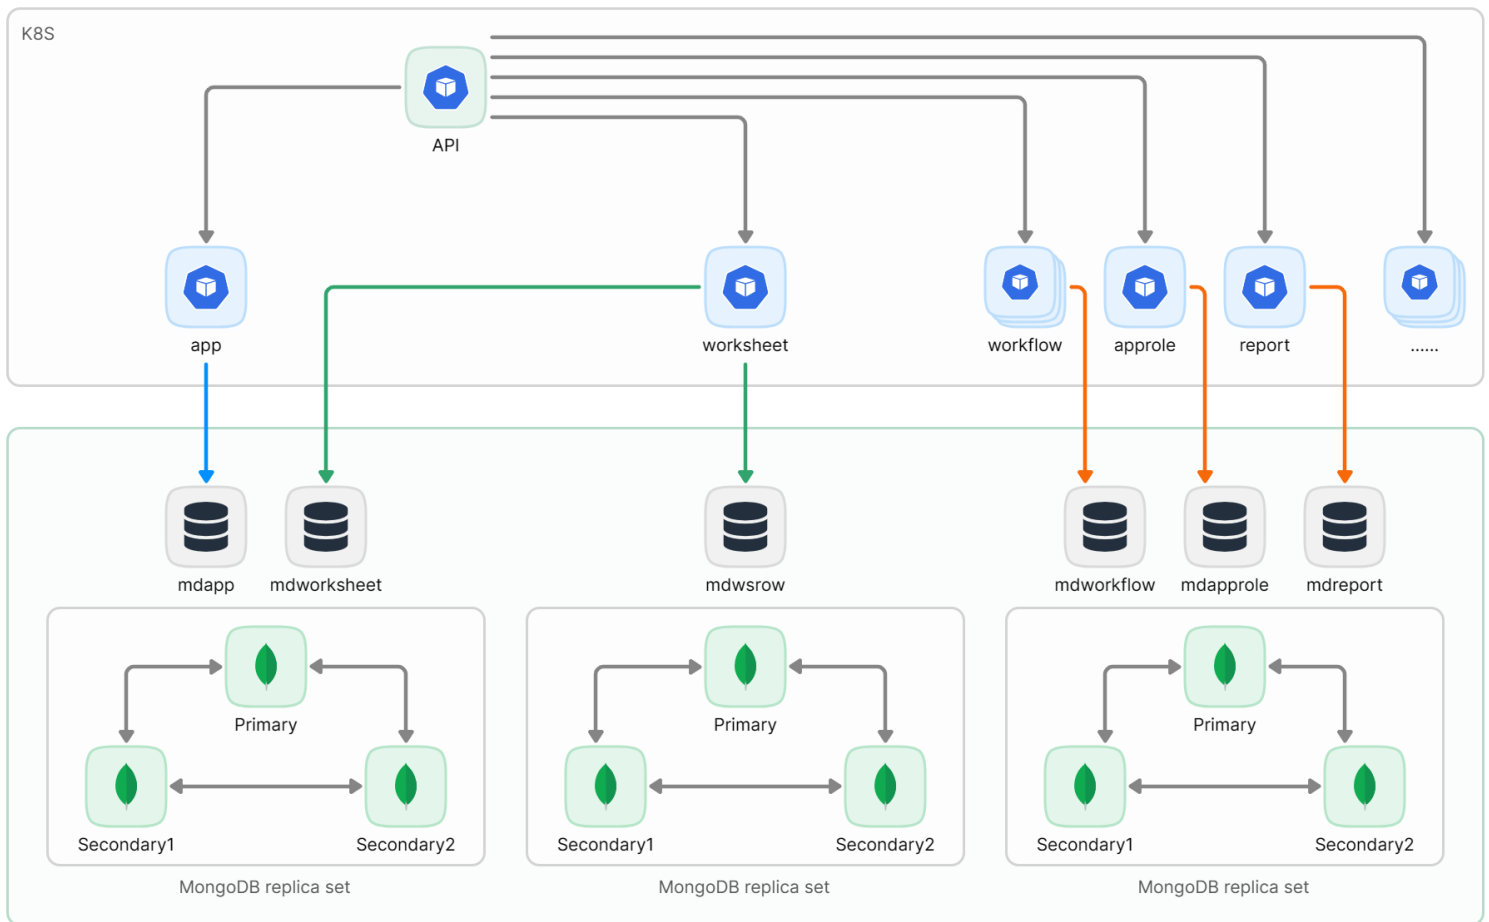 K8S
API
app
worksheet
workflow
approle
report
......
mdapp
mdworksheet
mdwsrow
mdworkflow
mdapprole
mdreport
Primary
Primary
Primary
Secondary1
Secondary2
Secondary1
Secondary2
Secondary1
Secondary2
MongoDB replica set
MongoDB replica set
MongoDB replica set